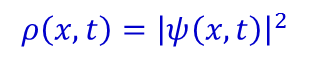 ρ(x, t) = |ψ(x, t)|²